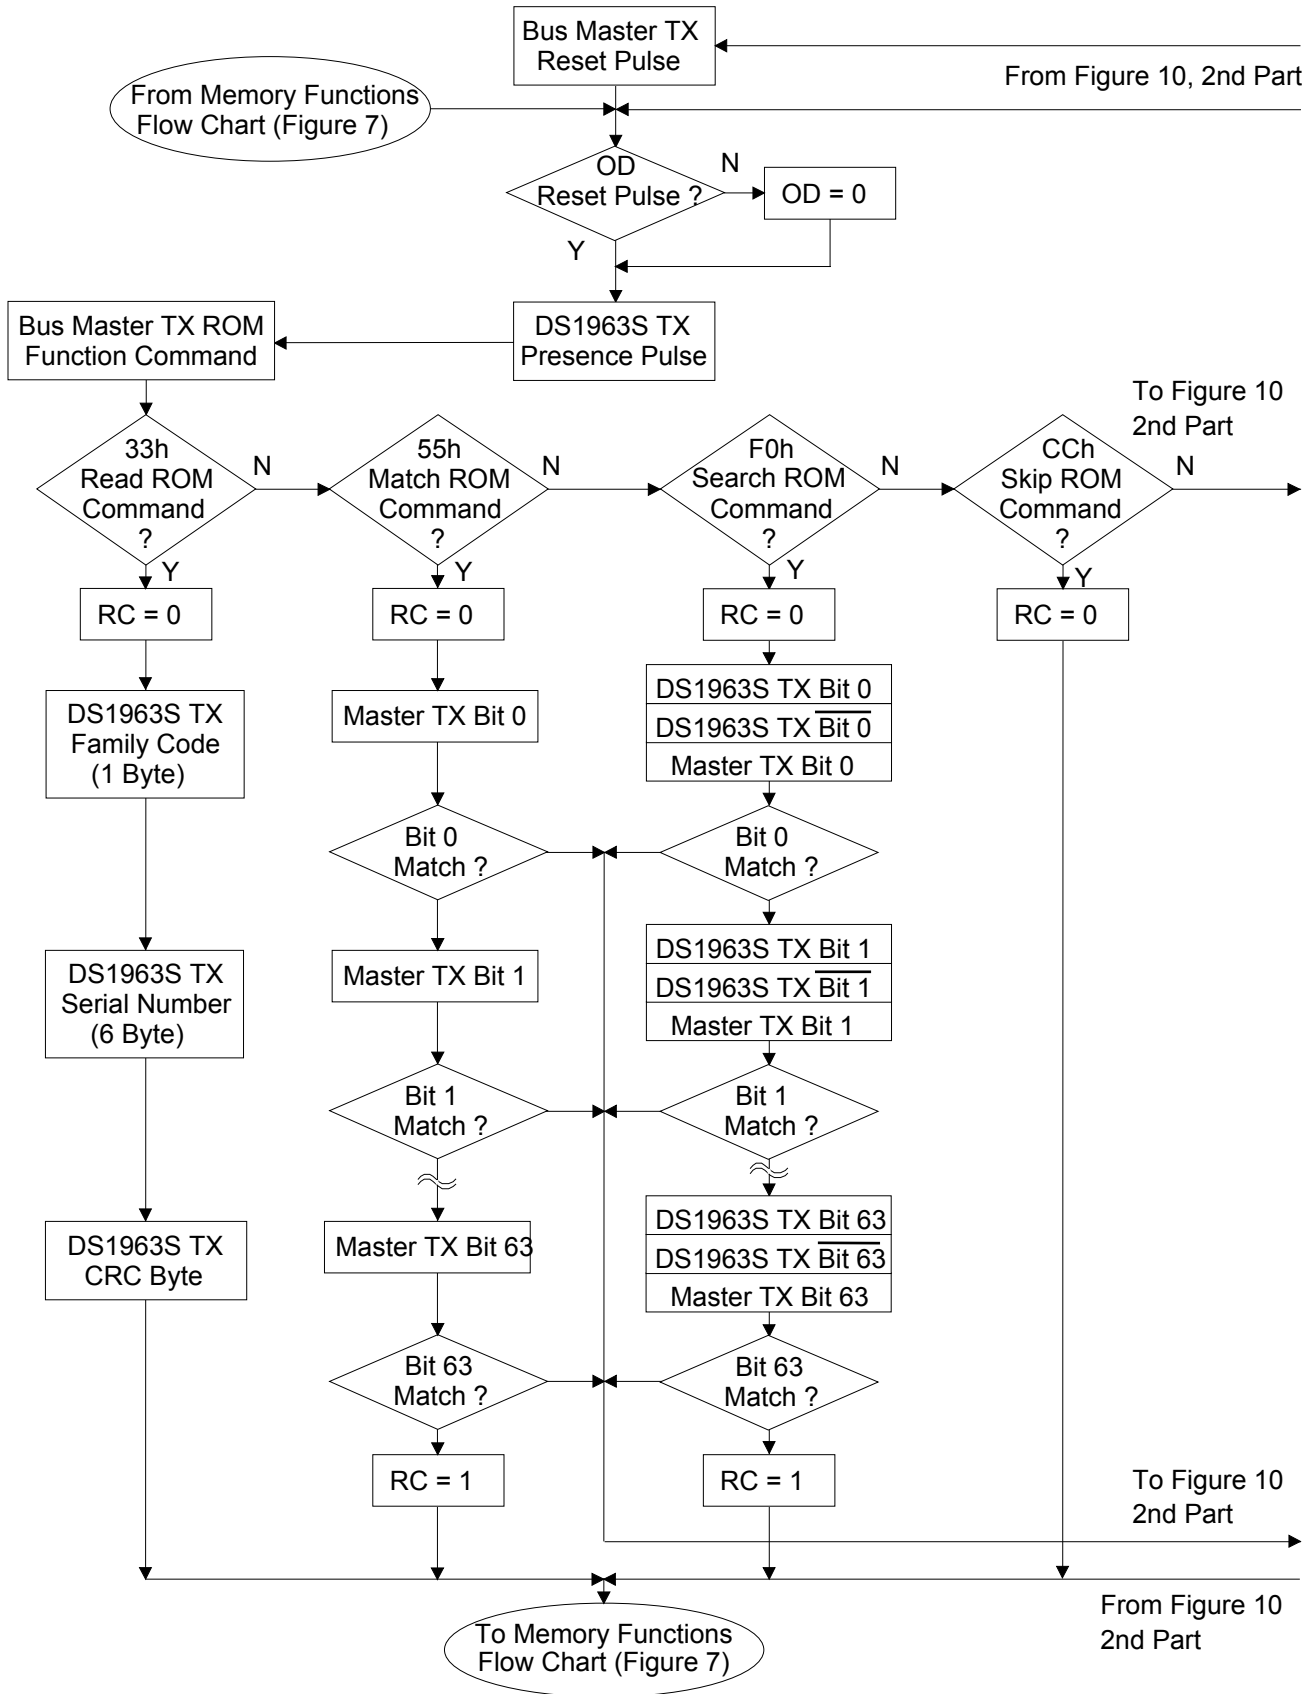 Bus Master TX
Reset Pulse
From Figure 10, 2nd Part
From Memory Functions
Flow Chart (Figure 7)
OD
Reset Pulse ?
N
OD = 0
Y
Bus Master TX ROM
Function Command
DS1963S TX
Presence Pulse
To Figure 10
2nd Part
33h
Read ROM
Command
?
N
Y
55h
Match ROM
Command
?
N
Y
F0h
Search ROM
Command
?
N
Y
CCh
Skip ROM
Command
?
N
Y
RC = 0
RC = 0
RC = 0
RC = 0
DS1963S TX
Family Code
(1 Byte)
Master TX Bit 0
DS1963S TX Bit 0
DS1963S TX Bit 0
Master TX Bit 0
Bit 0
Match ?
Bit 0
Match ?
DS1963S TX
Serial Number
(6 Byte)
Master TX Bit 1
DS1963S TX Bit 1
DS1963S TX Bit 1
Master TX Bit 1
Bit 1
Match ?
Bit 1
Match ?
DS1963S TX
CRC Byte
Master TX Bit 63
DS1963S TX Bit 63
DS1963S TX Bit 63
Master TX Bit 63
Bit 63
Match ?
Bit 63
Match ?
RC = 1
RC = 1
To Figure 10
2nd Part
From Figure 10
2nd Part
To Memory Functions
Flow Chart (Figure 7)